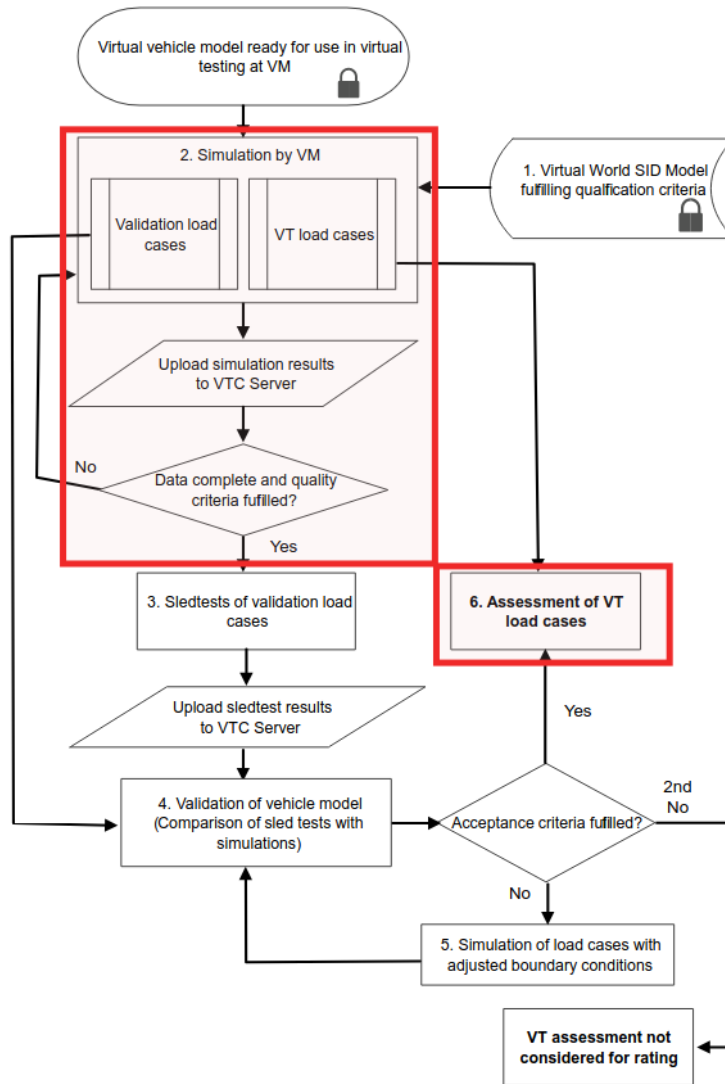 Virtual vehicle model ready for use in virtual
testing at VM
2. Simulation by VM
1. Virtual World SID Model
fulfilling qualfication criteria
Validation load
cases
VT load cases
Upload simulation results
to VTC Server
No
Data complete and quality
criteria fufilled?
Yes
3. Sledtests of validation load
cases
6. Assessment of VT
load cases
Upload sledtest results
to VTC Server
Yes
4. Validation of vehicle model
(Comparison of sled tests with
simulations)
Acceptance criteria fulfilled?
2nd
No
No
5. Simulation of load cases with
adjusted boundary conditions
VT assessment not
considered for rating